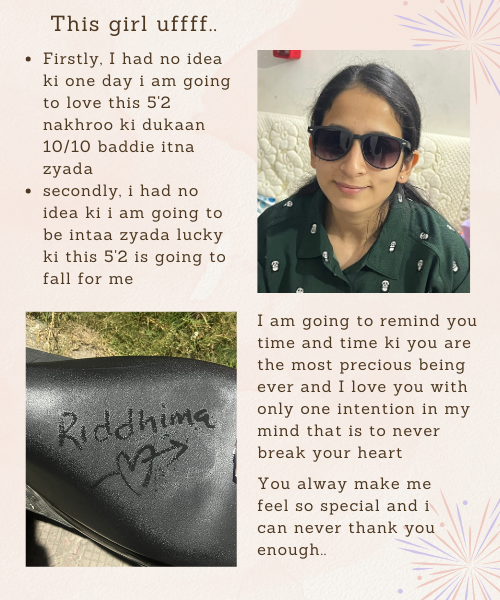 This girl uffff..
Firstly, I had no idea
ki one day i am going
to love this 5'2
nakhroo ki dukaan
10/10 baddie itna
zyada
secondly, i had no
idea ki i am going to
be intaa zyada lucky
ki this 5'2 is going to
fall for me
Riddhima
I am going to remind you
time and time ki you are
the most precious being
ever and I love you with
only one intention in my
mind that is to never
break your heart
You alway make me
feel so special and i
can never thank you
enough..